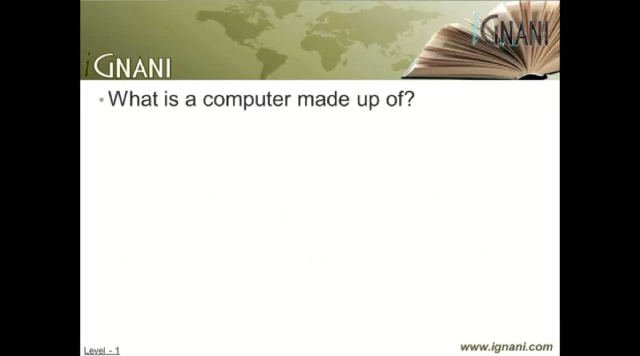 iGNANI
iGNANI
• What is a computer made up of?
Level - 1
www.ignani.com